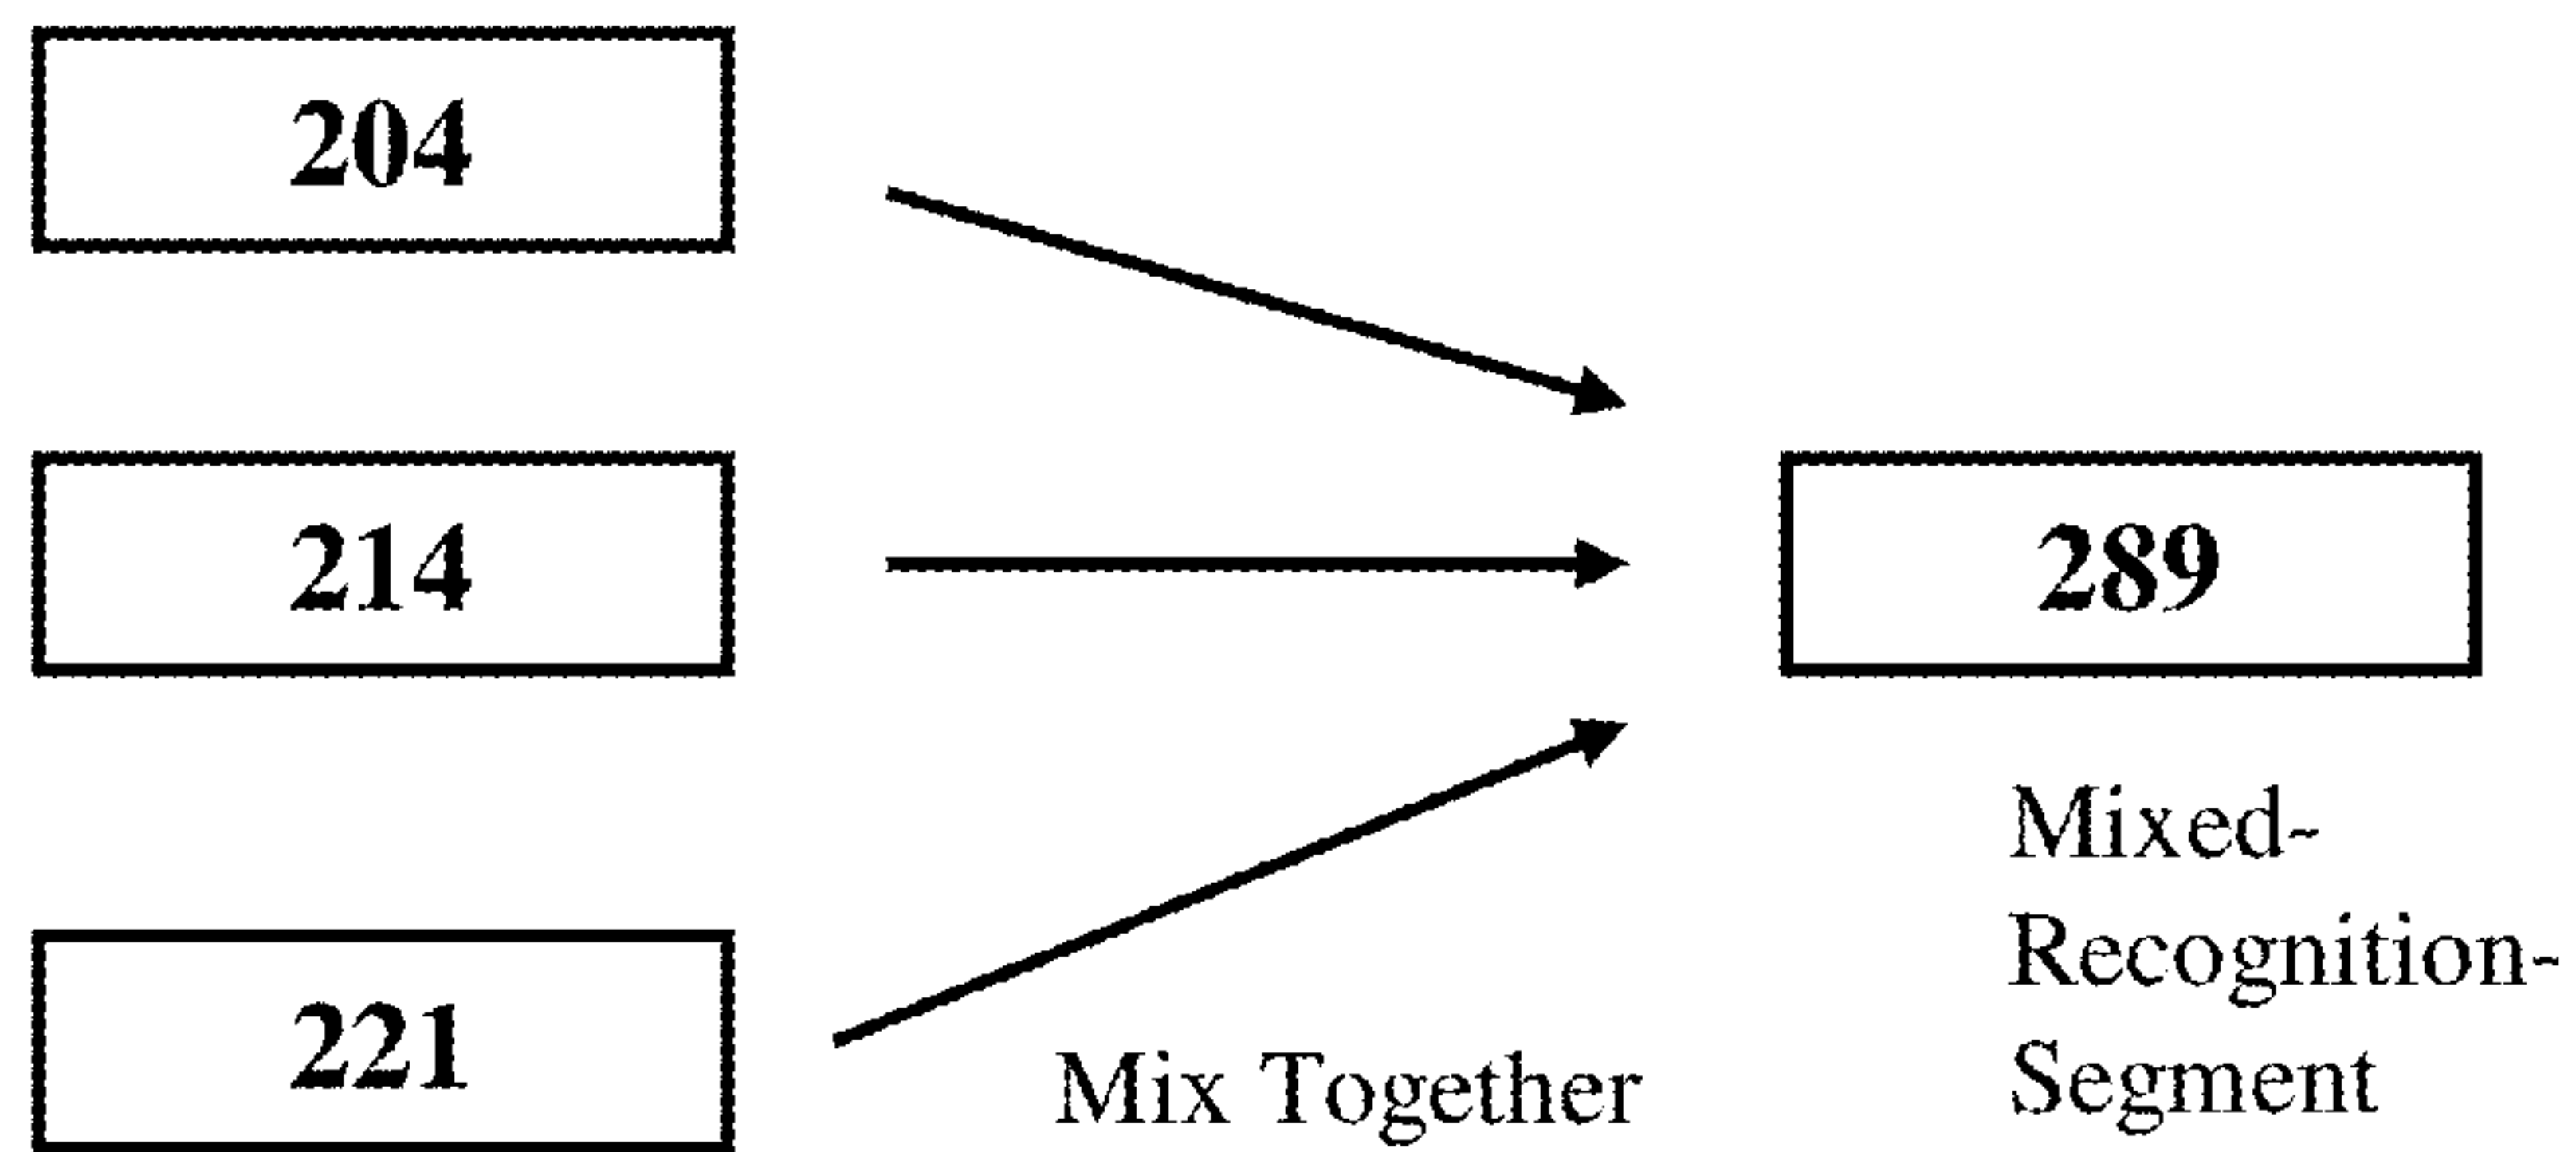 204
214
289
221
Mix Together
Mixed-
Recognition-
Segment